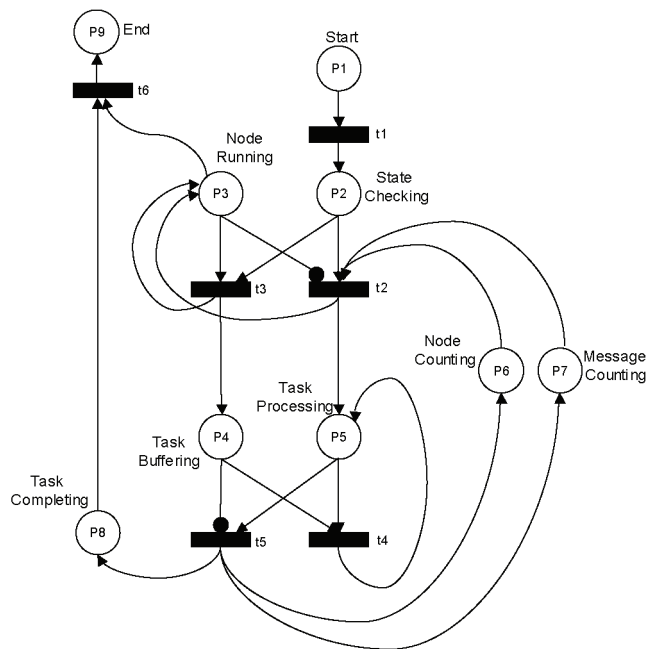 P9
End
Start
P1
t6
t1
Node
Running
P3
P2
State
Checking
t3
t2
Node
Counting
P6
P7
Message
Counting
Task
Processing
P4
P5
Task
Buffering
Task
Completing
P8
t5
t4